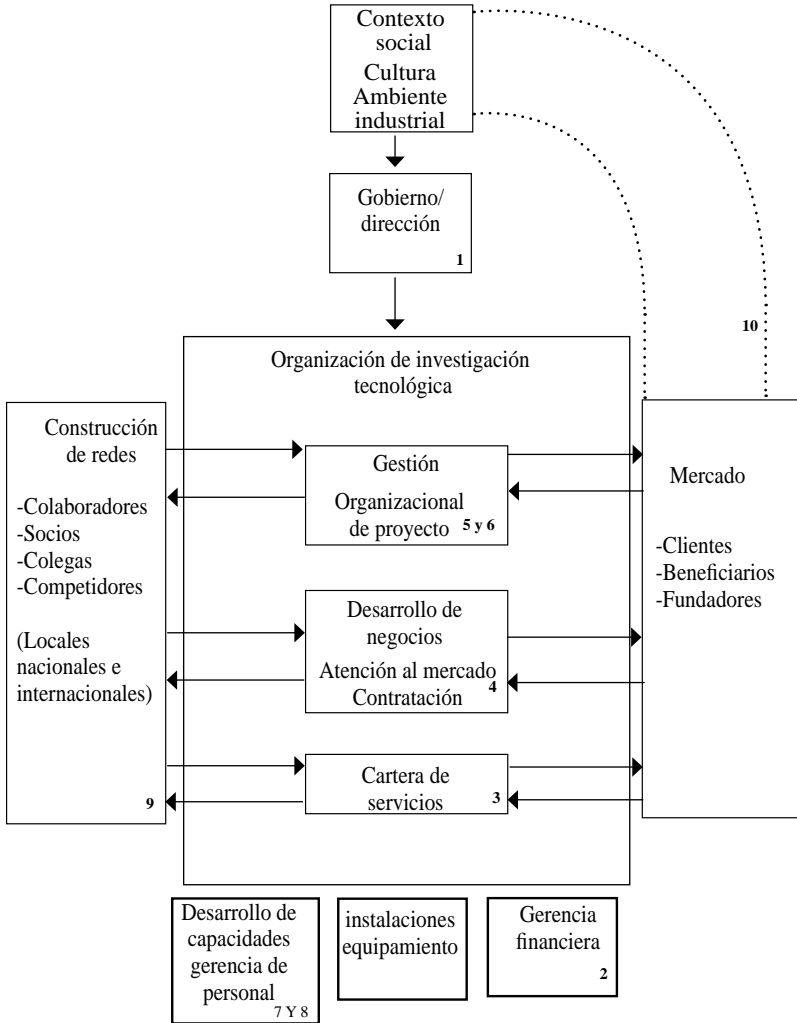 Contexto
social
Cultura
Ambiente
industrial
Gobierno/
dirección
1
10
Organización de investigación
tecnológica
Construcción
de redes
-Colaboradores
-Socios
-Colegas
-Competidores
(Locales
nacionales e
internacionales)
9
Gestión
Organizacional
de proyecto 5 y 6
Desarrollo de
negocios
Atención al mercado
Contratación 4
Cartera de
servicios 3
Mercado
-Clientes
-Beneficiarios
-Fundadores
Desarrollo de
capacidades
gerencia de
personal
7 Y 8
instalaciones
equipamiento
Gerencia
financiera
2